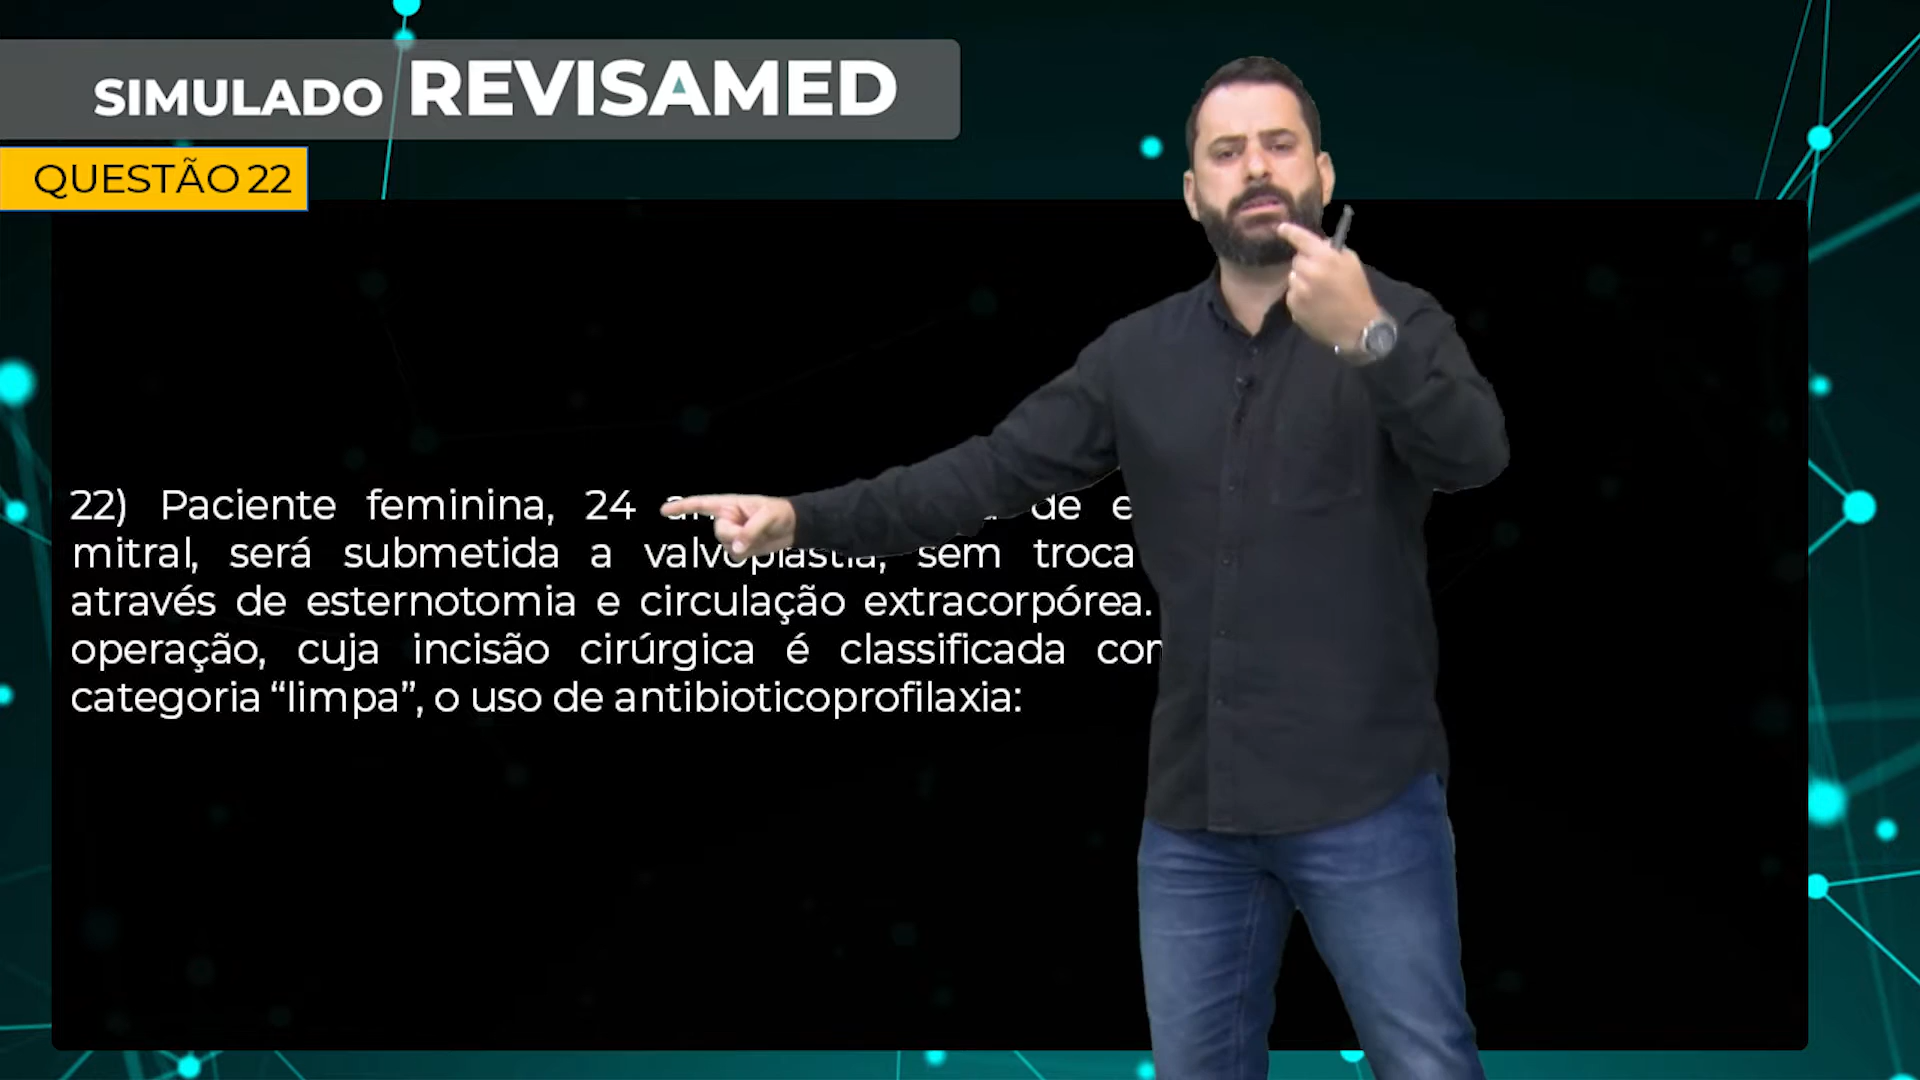 SIMULADO REVISAMED
QUESTÃO 22
22) Paciente feminina, 24 de
mitral, será submetida a valvoplastia, sem troca
através de esternotomia e circulação extracorpórea.
operação, cuja incisão cirúrgica é classificada
categoria “limpa”, o uso de antibioticoprofilaxia: